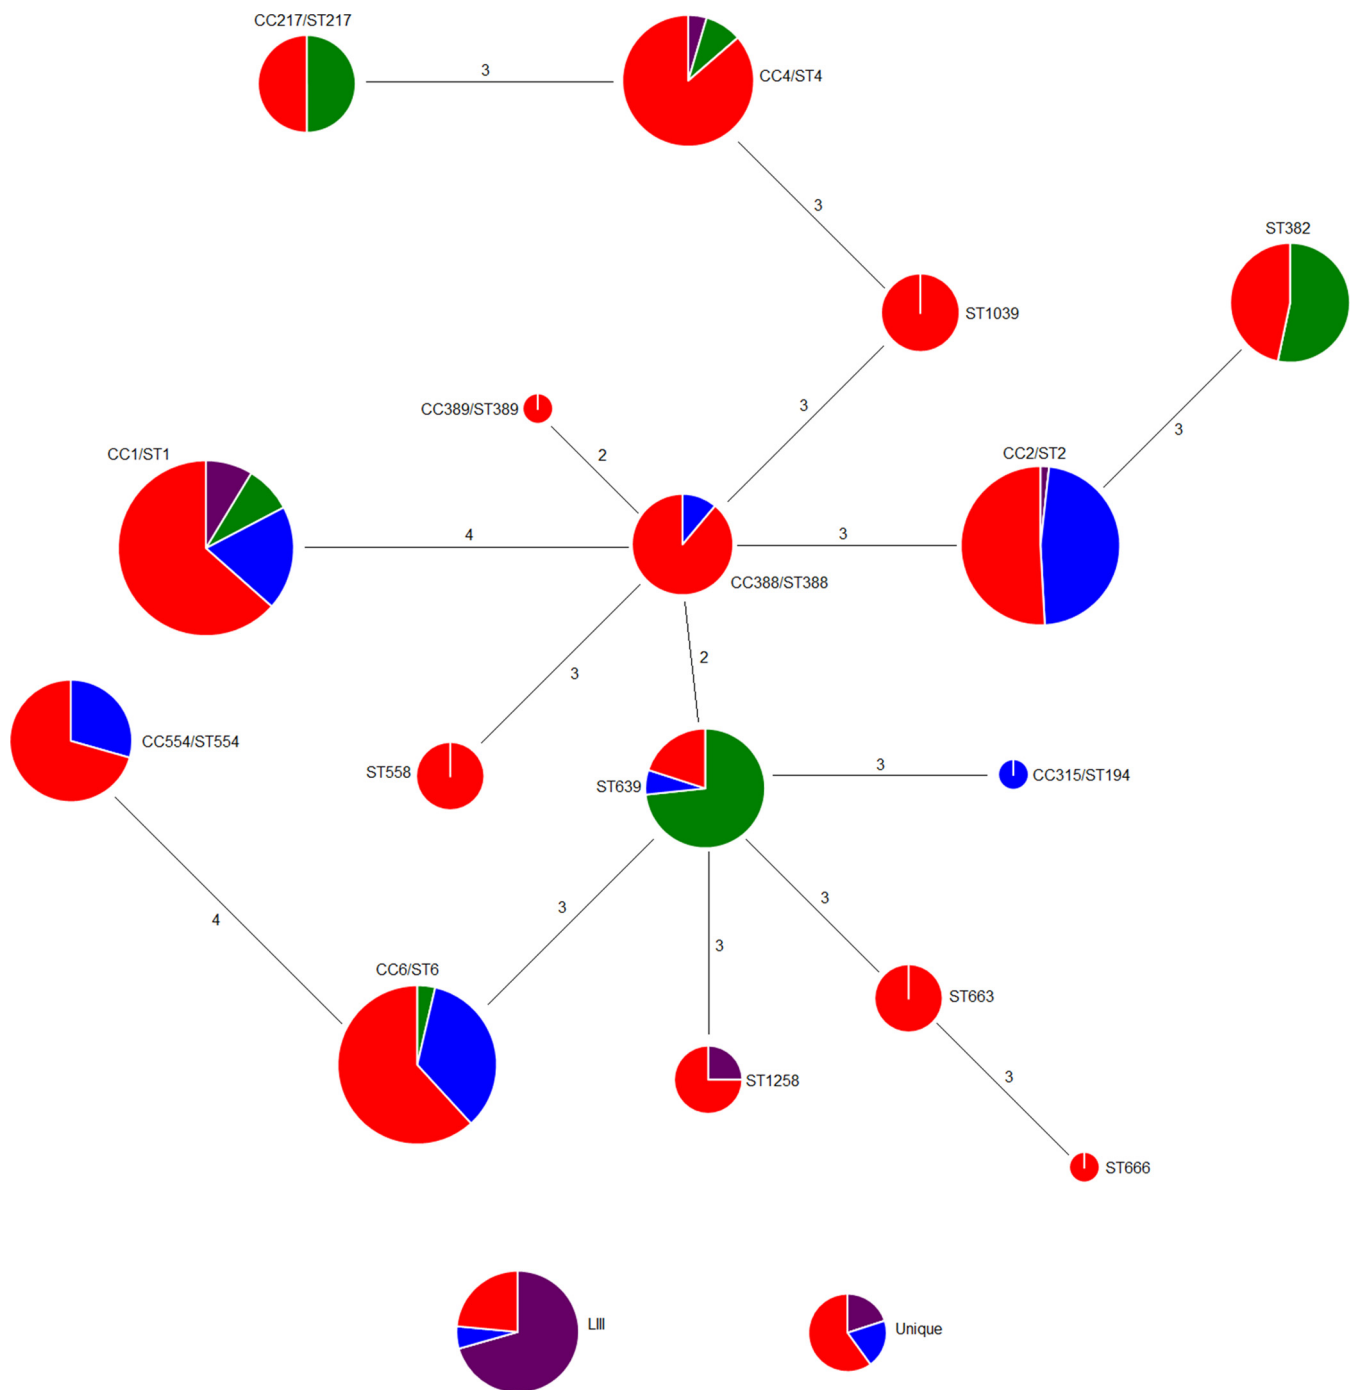 CC217/ST217
3
CC4/ST4
3
ST382
ST1039
3
CC389/ST389
3
CC1/ST1
2
CC2/ST2
4
3
CC388/ST388
2
3
CC554/ST554
ST558
ST639
3
CC315/ST194
3
3
4
3
CC6/ST6
ST663
3
ST1258
ST666
LIII
Unique